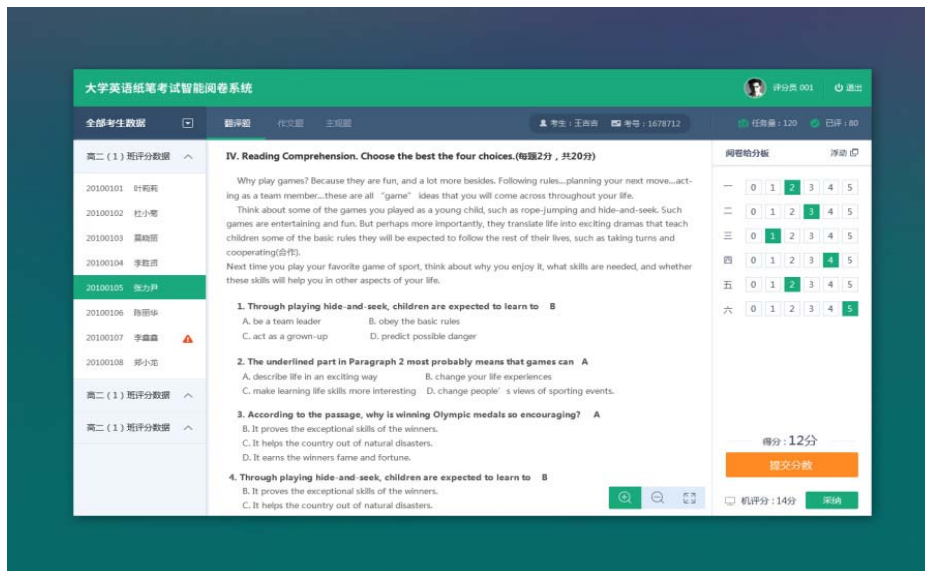 大学英语纸笔考试智能阅卷系统
评分员 001
退出
全部考生数据
翻译题 作文题 主观题
考生：王吉吉 考号：1678712
任务量：120 已评：80
高二（1）班评分数据
20100101 叶莉莉
20100102 杜小菊
20100103 莫晓丽
20100104 李胜进
20100105 张力尹
20100106 陈丽华
20100107 李鑫鑫
20100108 郑小龙
高二（1）班评分数据
高二（1）班评分数据
IV. Reading Comprehension. Choose the best the four choices.(每题2分，共20分)
Why play games? Because they are fun, and a lot more besides. Following rules...planning your next move...act-
ing as a team member...these are all “game” ideas that you will come across throughout your life.
Think about some of the games you played as a young child, such as rope-jumping and hide-and-seek. Such
games are entertaining and fun. But perhaps more importantly, they translate life into exciting dramas that teach
children some of the basic rules they will be expected to follow the rest of their lives, such as taking turns and
cooperating(合作).
Next time you play your favorite game of sport, think about why you enjoy it, what skills are needed, and whether
these skills will help you in other aspects of your life.
1. Through playing hide-and-seek, children are expected to learn to B
A. be a team leader B. obey the basic rules
C. act as a grown-up D. predict possible danger
2. The underlined part in Paragraph 2 most probably means that games can A
A. describe life in an exciting way B. change your life experiences
C. make learning life skills more interesting D. change people’s views of sporting events.
3. According to the passage, why is winning Olympic medals so encouraging? A
B. It proves the exceptional skills of the winners.
C. It helps the country out of natural disasters.
D. It earns the winners fame and fortune.
4. Through playing hide-and-seek, children are expected to learn to B
B. It proves the exceptional skills of the winners.
C. It helps the country out of natural disasters.
阅卷给分板 浮动
一 0 1 2 3 4 5
二 0 1 2 3 4 5
三 0 1 2 3 4 5
四 0 1 2 3 4 5
五 0 1 2 3 4 5
六 0 1 2 3 4 5
得分：12分
提交分数
机评分：14分 采纳